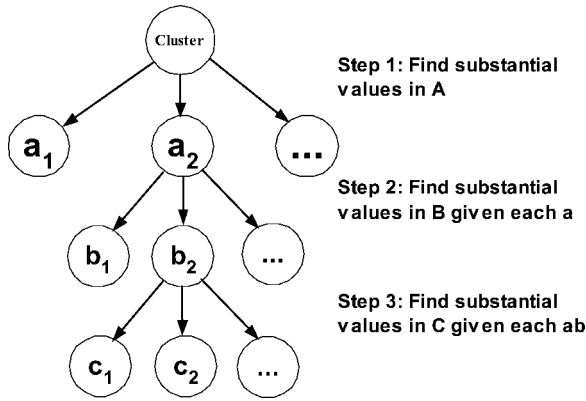 Cluster
Step 1: Find substantial
values in A
a1
a2
...
Step 2: Find substantial
values in B given each a
b1
b2
...
Step 3: Find substantial
values in C given each ab
c1
c2
...